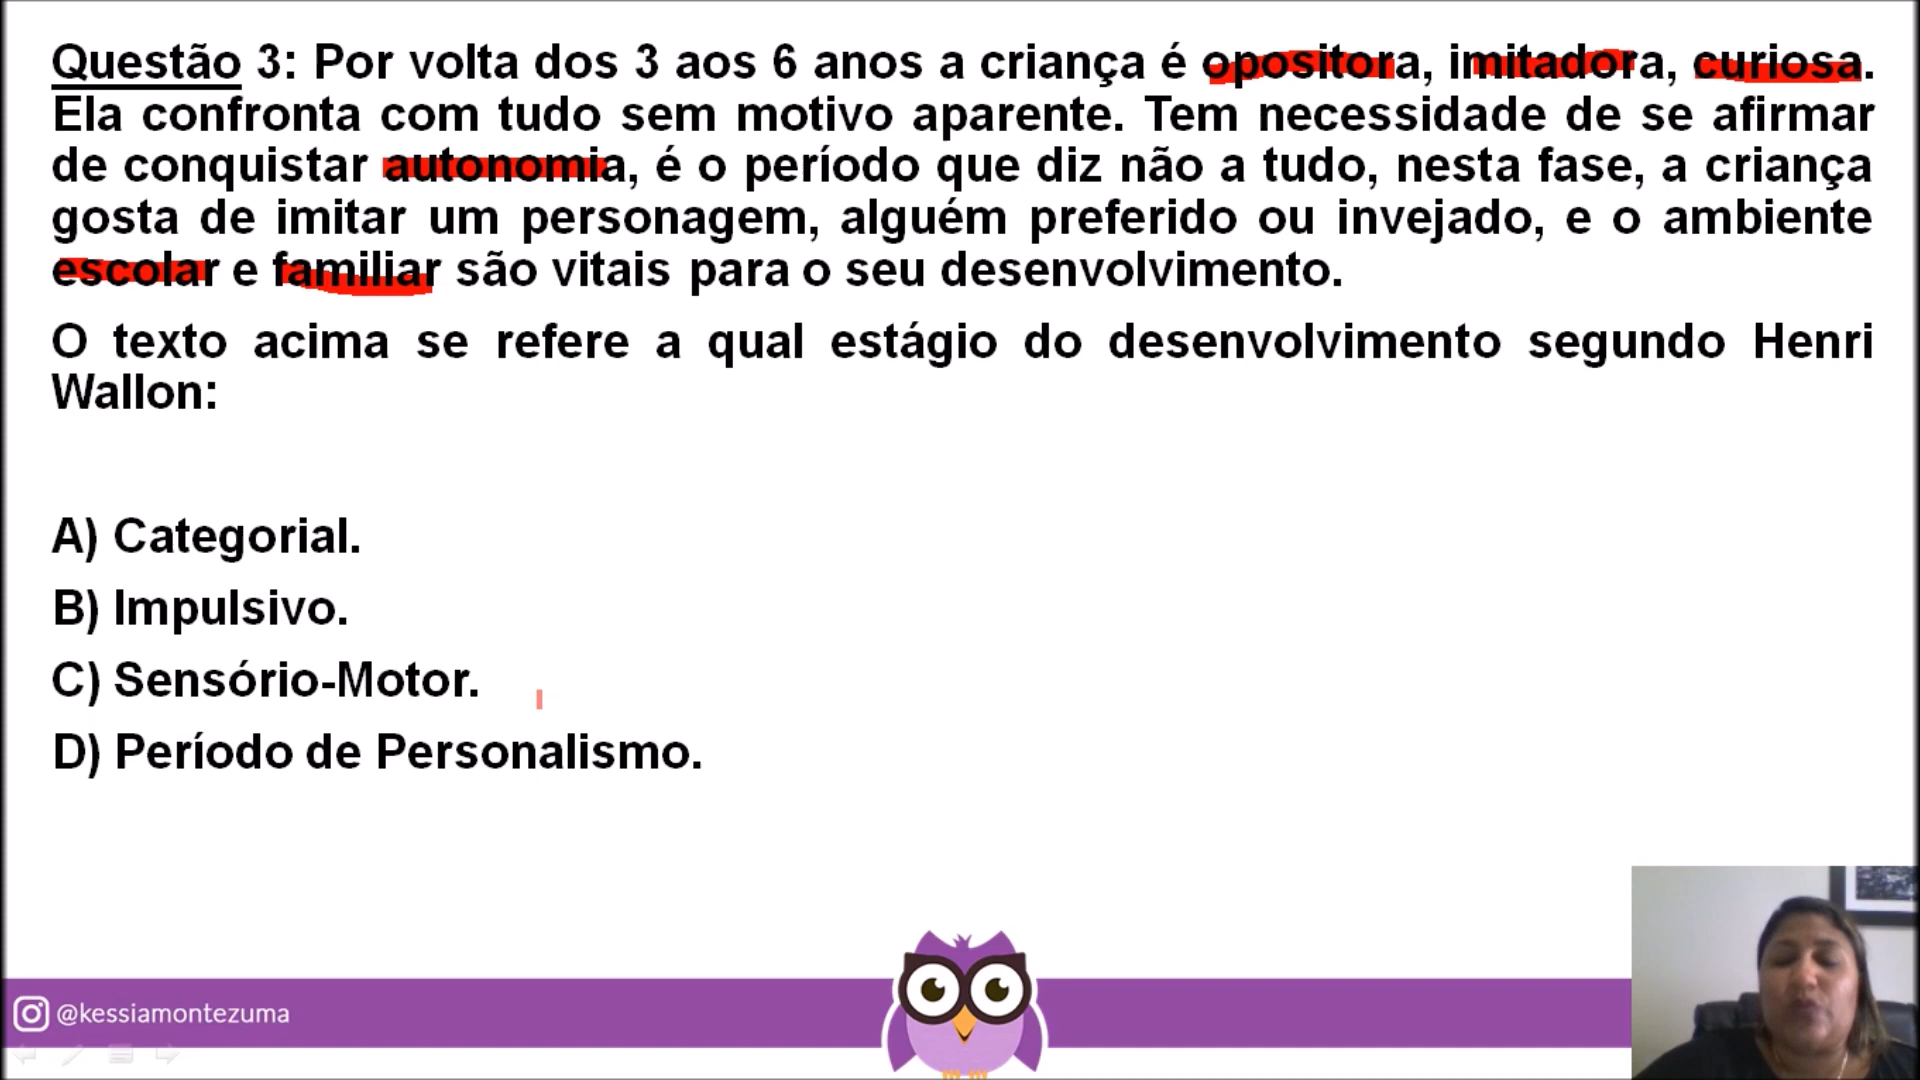 Questão 3: Por volta dos 3 aos 6 anos a criança é opositora, imitadora, curiosa.
Ela confronta com tudo sem motivo aparente. Tem necessidade de se afirmar
de conquistar autonomia, é o período que diz não a tudo, nesta fase, a criança
gosta de imitar um personagem, alguém preferido ou invejado, e o ambiente
escolar e familiar são vitais para o seu desenvolvimento.
O texto acima se refere a qual estágio do desenvolvimento segundo Henri
Wallon:
A) Categorial.
B) Impulsivo.
C) Sensório-Motor.
D) Período de Personalismo.
@kessiamontezuma